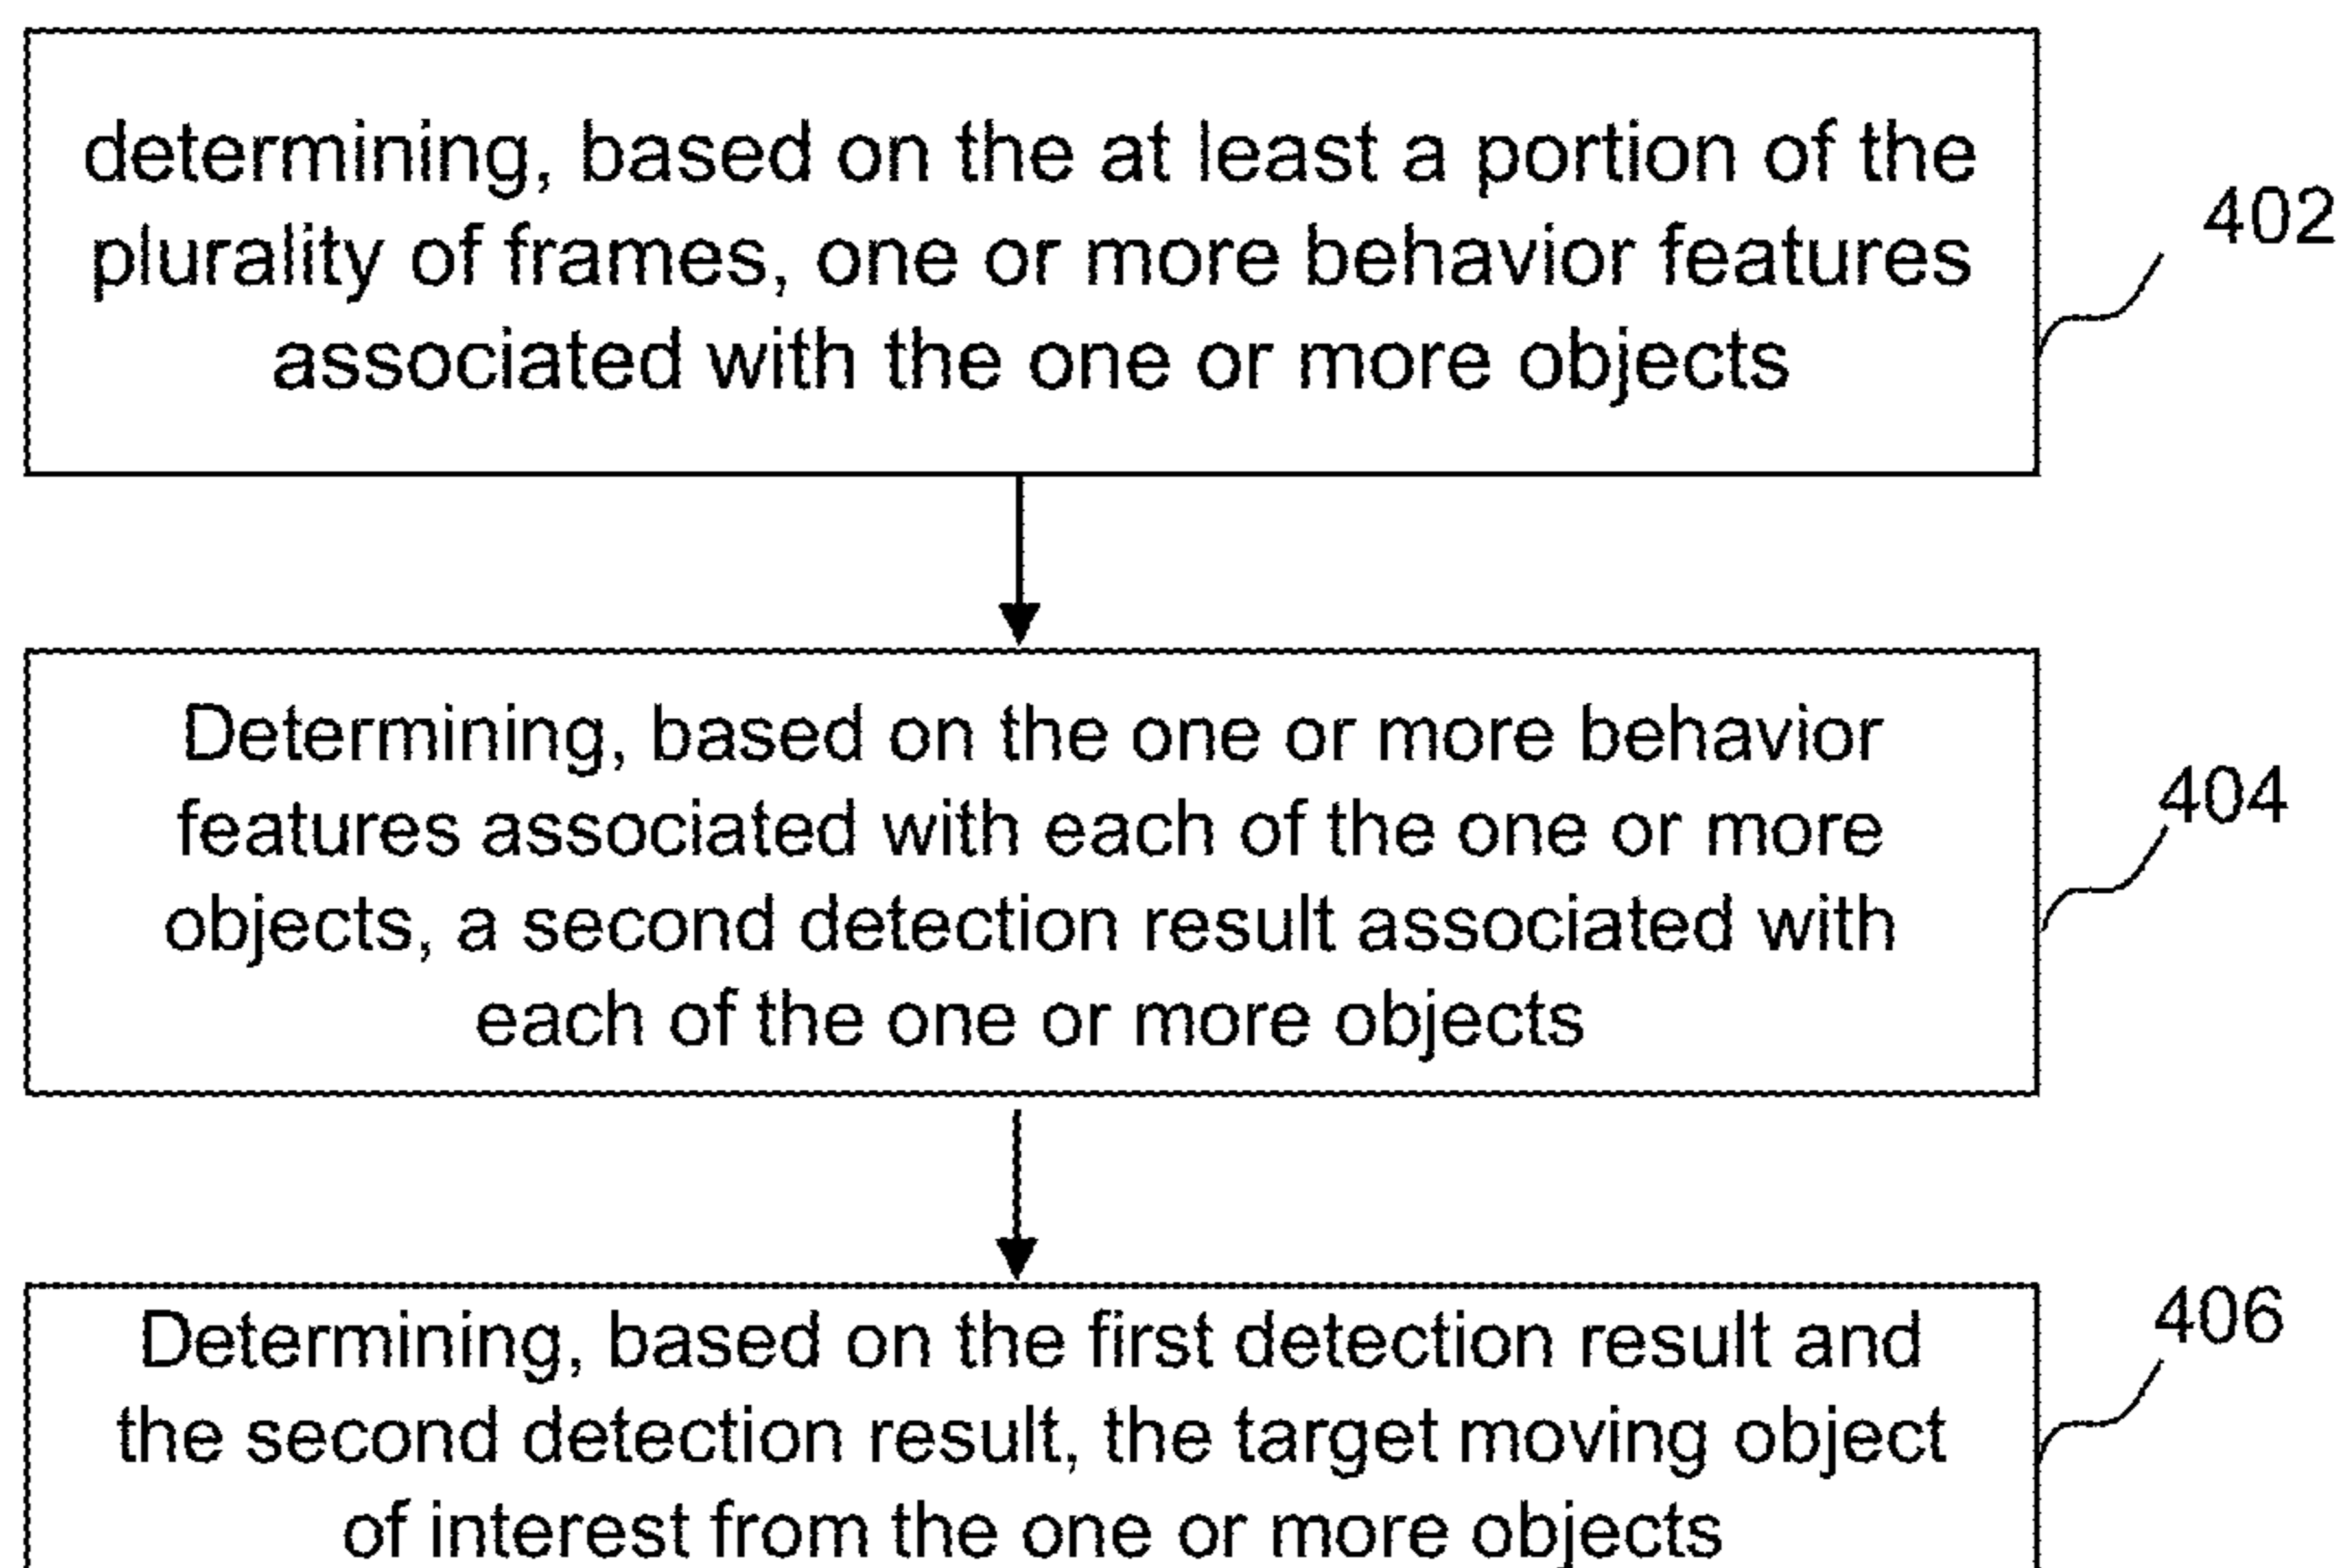 determining, based on the at least a portion of the
plurality of frames, one or more behavior features
associated with the one or more objects
402
Determining, based on the one or more behavior
features associated with each of the one or more
objects, a second detection result associated with
each of the one or more objects
404
Determining, based on the first detection result and
the second detection result, the target moving object
of interest from the one or more objects
406